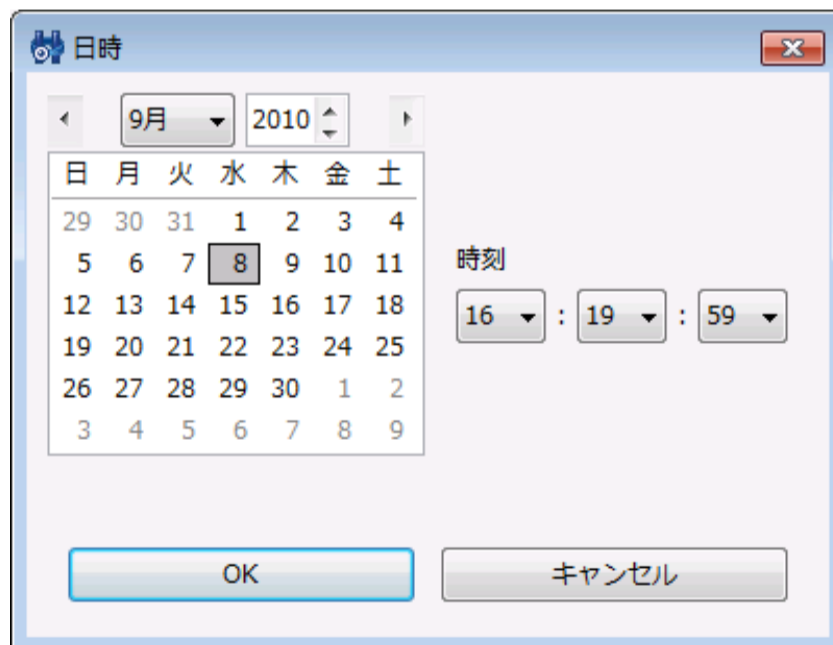 日時
9月 2010
日 月 火 水 木 金 土
29 30 31 1 2 3 4
5 6 7 8 9 10 11
12 13 14 15 16 17 18
19 20 21 22 23 24 25
26 27 28 29 30 1 2
3 4 5 6 7 8 9
時刻
16 : 19 : 59
OK キャンセル